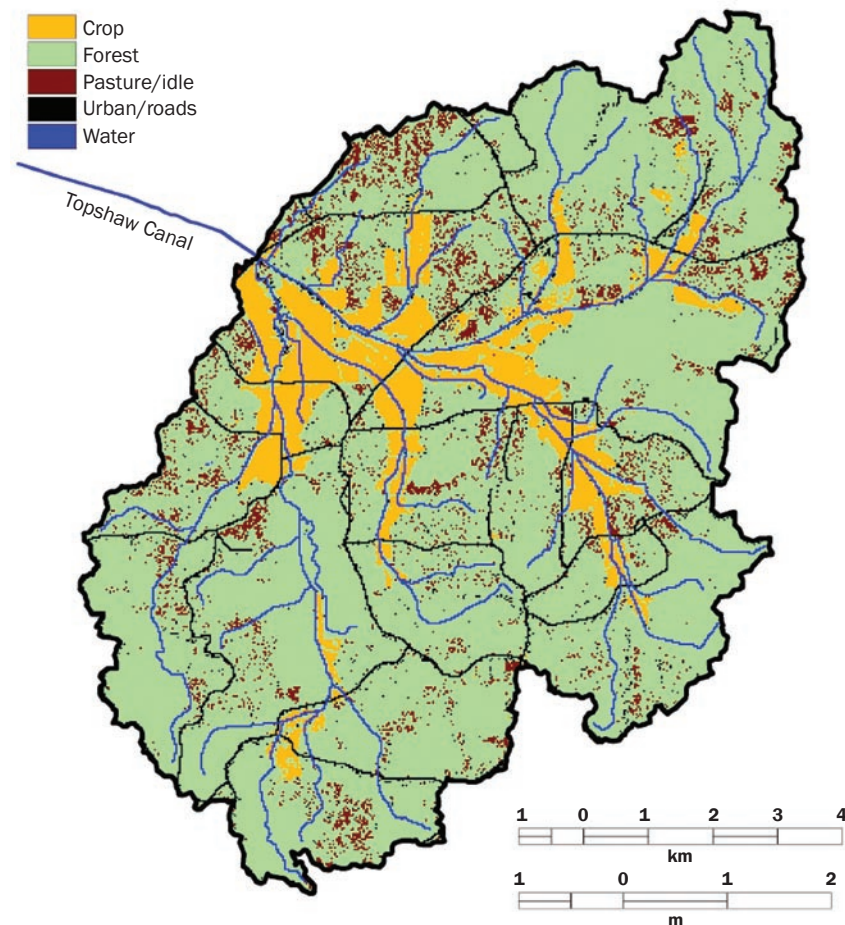 Crop
Forest
Pasture/idle
Urban/roads
Water
Topshaw Canal
1 0 1 2 3 4
km
1 0 1 2
m